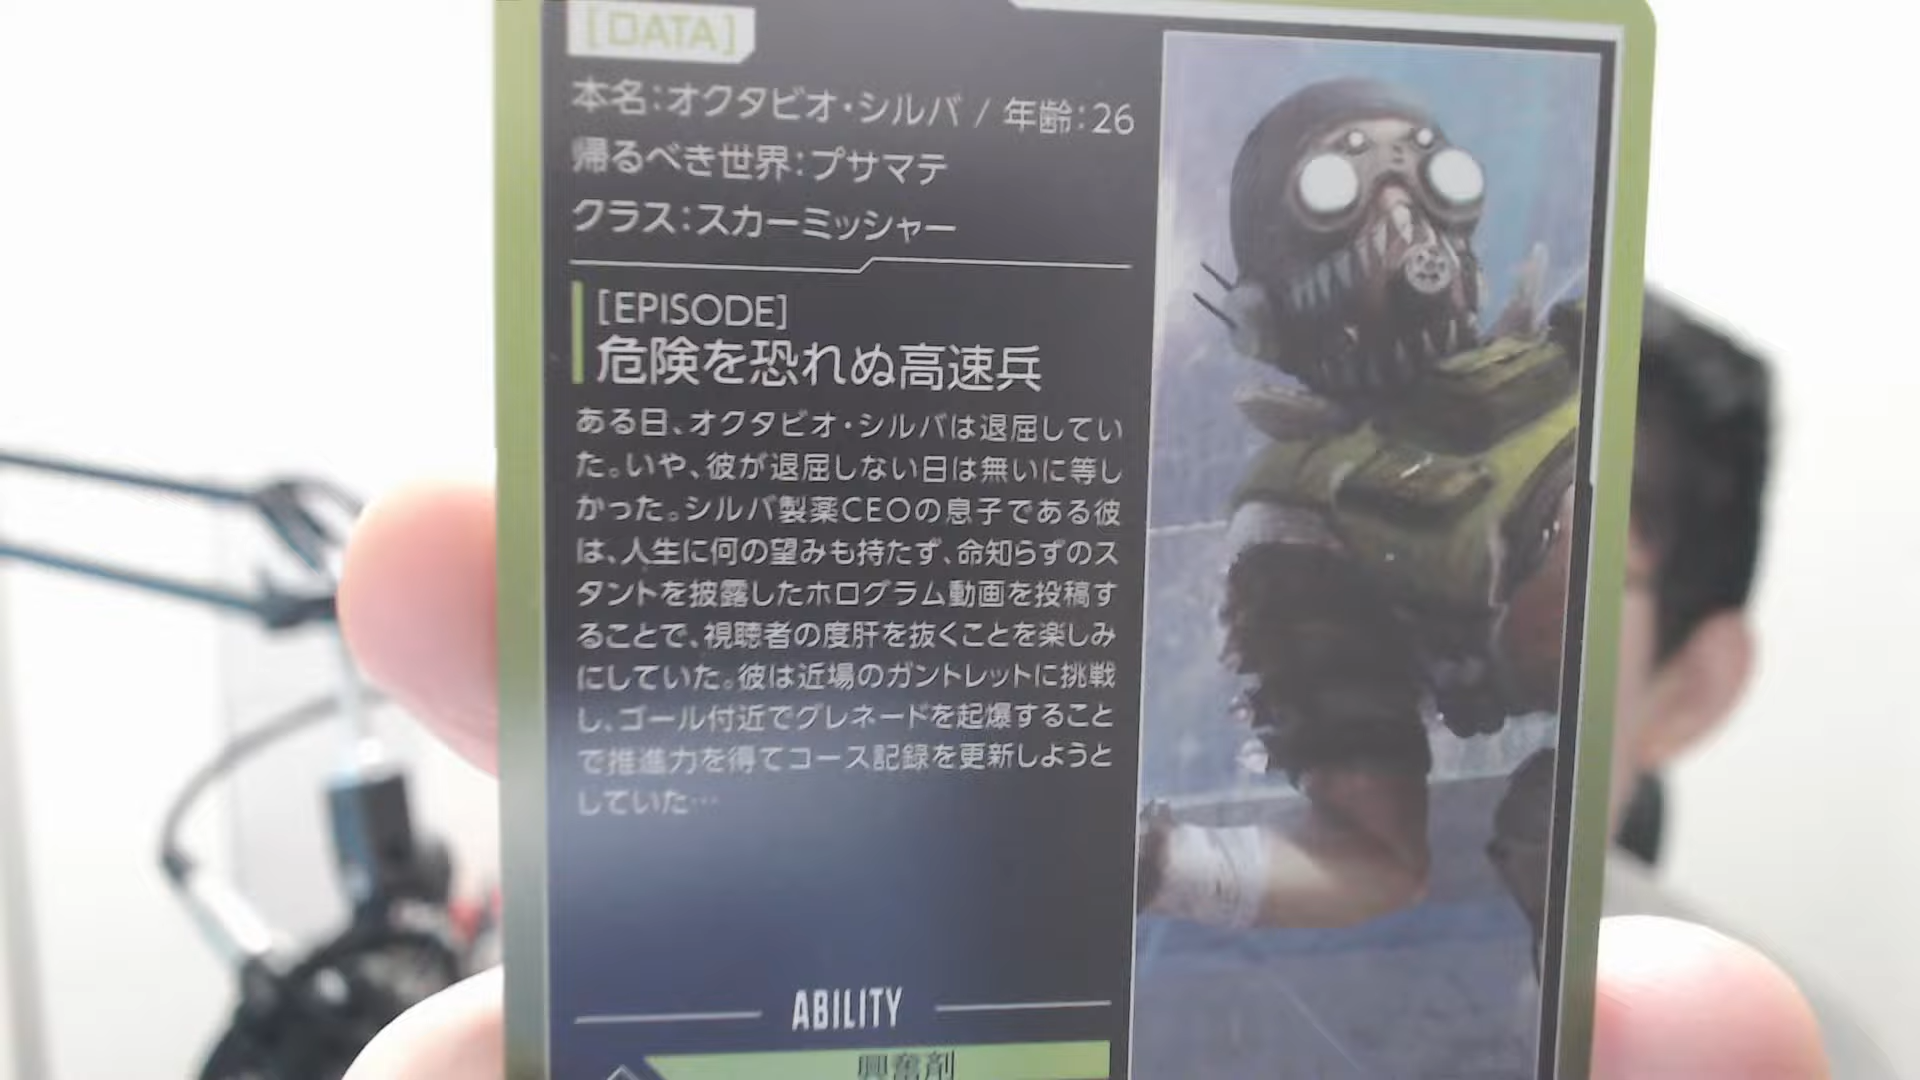 [DATA]
本名:オクタビオ・シルバ / 年齢:26
帰るべき世界:プサマテ
クラス:スカーミッシャー
[EPISODE]
危険を恐れぬ高速兵
ある日、オクタビオ・シルバは退屈してい
た。いや、彼が退屈しない日は無いに等し
かった。シルバ製薬CEOの息子である彼
は、人生に何の望みも持たず、命知らずのス
タントを披露したホログラム動画を投稿す
ることで、視聴者の度肝を抜くことを楽しみ
にしていた。彼は近場のガントレットに挑戦
し、ゴール付近でグレネードを起爆すること
で推進力を得てコース記録を更新しようと
していた…
ABILITY
興奮剤